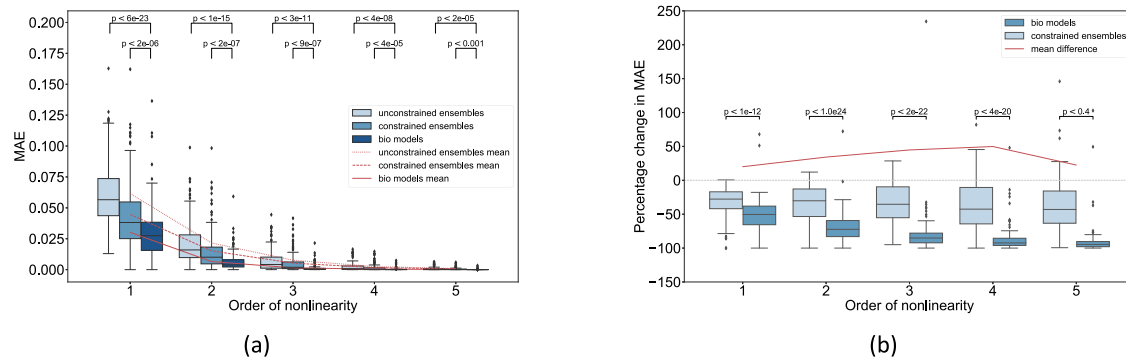 0.200
0.175
0.150
0.125
0.100
0.075
0.050
0.025
0.000
MAE
p < 6e-23
p < 1e-15
p < 3e-11
p < 4e-08
p < 2e-05
p < 2e-06
p < 2e-07
p < 9e-07
p < 4e-05
p < 0.001
unconstrained ensembles
constrained ensembles
bio models
unconstrained ensembles mean
constrained ensembles mean
bio models mean
1 2 3 4 5
Order of nonlinearity
(a)
250
200
150
100
50
0
−50
−100
−150
Percentage change in MAE
bio models
constrained ensembles
mean difference
p < 1e-12
p < 1.0e24
p < 2e-22
p < 4e-20
p < 0.4
1 2 3 4 5
Order of nonlinearity
(b)